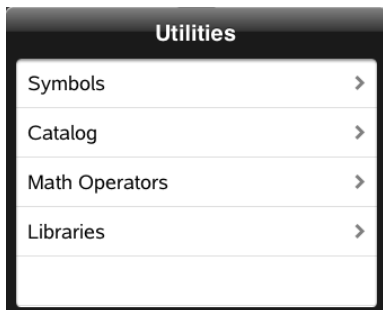 Utilities
Symbols
Catalog
Math Operators
Libraries